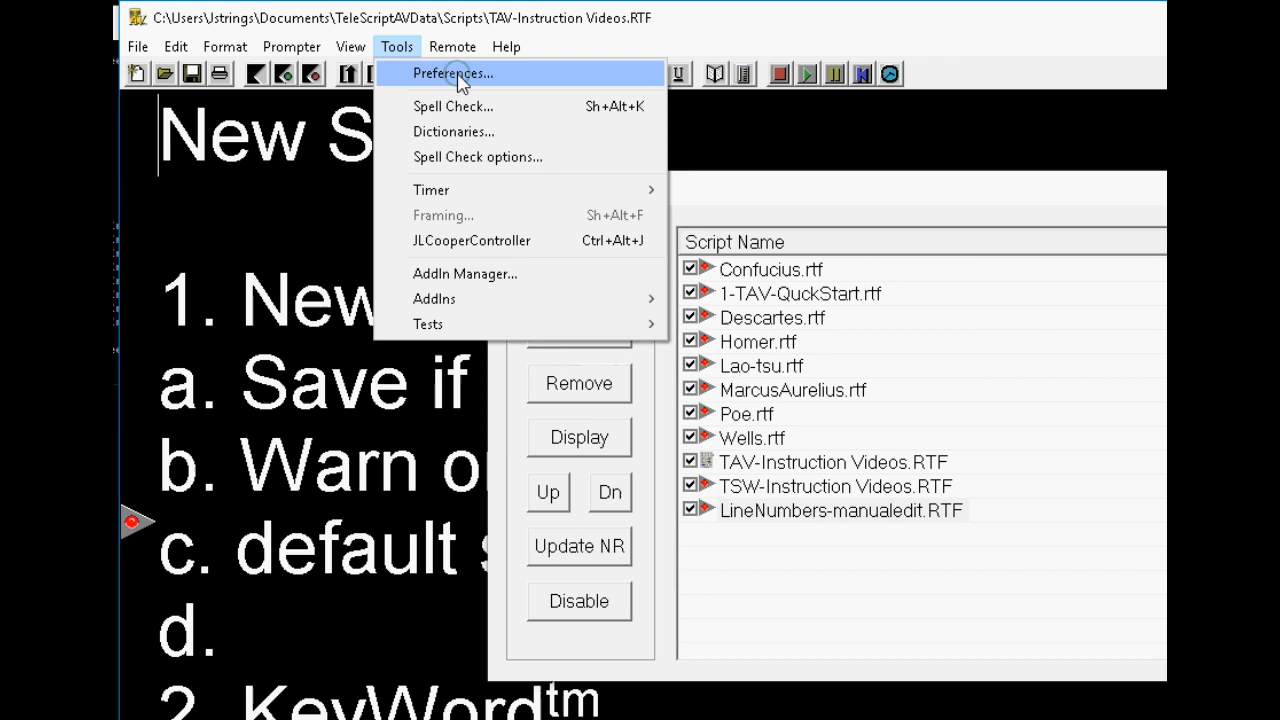 C:\Users\Jstrings\Documents\TeleScriptAVData\Scripts\TAV-Instruction Videos.RTF
File Edit Format Prompter View Tools Remote Help
U
Preferences...
Spell Check... Sh+Alt+K
Dictionaries...
Spell Check options...
Timer
Framing... Sh+Alt+F
JLCooperController Ctrl+Alt+J
AddIn Manager...
AddIns
Tests
New S
1. New
a. Save if
b. Warn o
c. default s
d.
2. KeyWord™
Remove
Display
Up Dn
Update NR
Disable
Script Name
Confucius.rtf
1-TAV-QuckStart.rtf
Descartes.rtf
Homer.rtf
Lao-tsu.rtf
MarcusAurelius.rtf
Poe.rtf
Wells.rtf
TAV-Instruction Videos.RTF
TSW-Instruction Videos.RTF
LineNumbers-manualedit.RTF